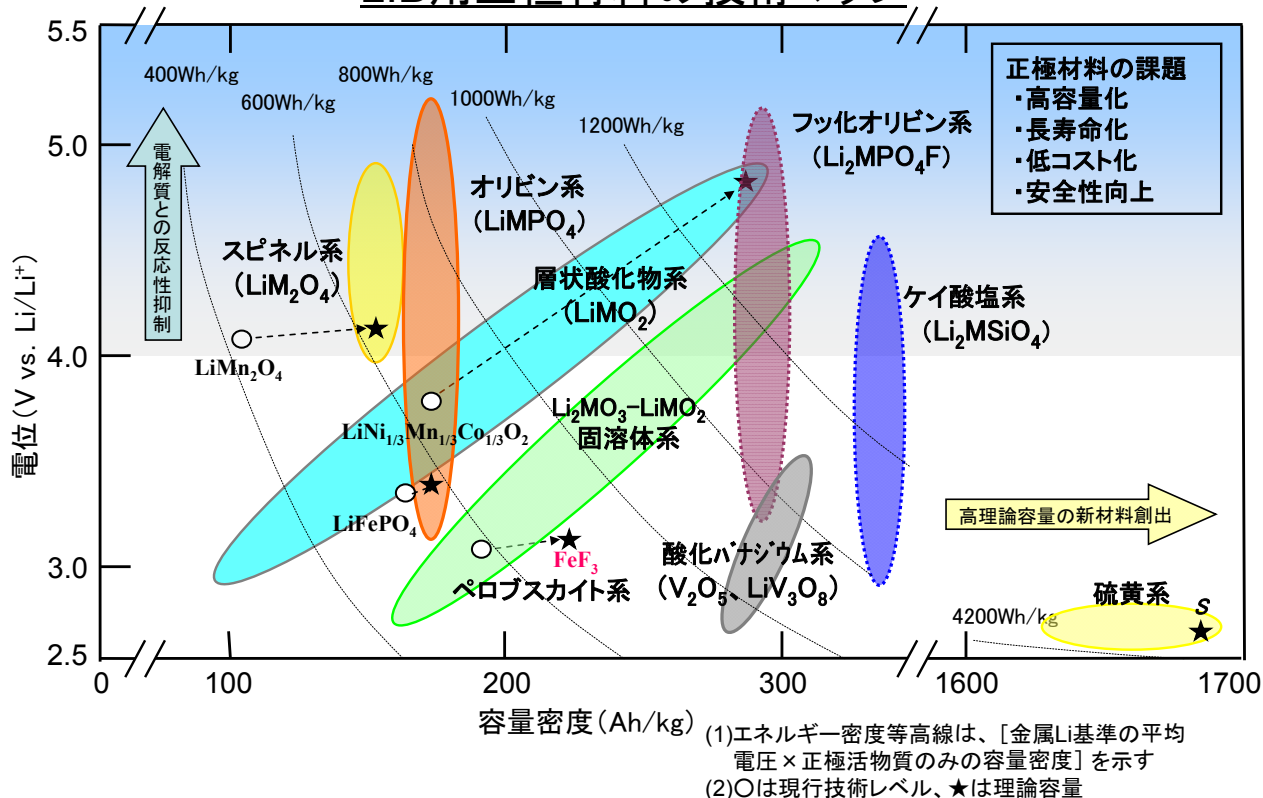 5.5
5.0
4.0
3.0
2.5
電位(V vs. Li/Li⁺)
400Wh/kg
600Wh/kg
800Wh/kg
1000Wh/kg
1200Wh/kg
4200Wh/kg
電解質との反応性抑制
正極材料の課題
・高容量化
・長寿命化
・低コスト化
・安全性向上
フッ化オリビン系
(Li₂MPO₄F)
オリビン系
(LiMPO₄)
スピネル系
(LiM₂O₄)
層状酸化物系
(LiMO₂)
ケイ酸塩系
(Li₂MSiO₄)
LiMn₂O₄
LiNi₁/₃Mn₁/₃Co₁/₃O₂
Li₂MO₃-LiMO₂
固溶体系
LiFePO₄
FeF₃
ペロブスカイト系
酸化バナジウム系
(V₂O₅、LiV₃O₈)
高理論容量の新材料創出
硫黄系
S
0
100
200
300
1600
1700
容量密度(Ah/kg)
(1)エネルギー密度等高線は、[金属Li基準の平均
電圧×正極活物質のみの容量密度]を示す
(2)○は現行技術レベル、★は理論容量